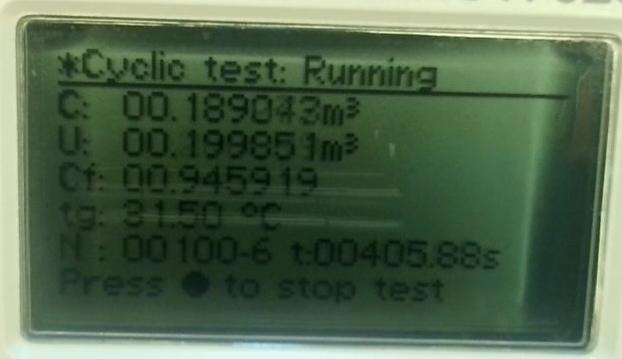 *Cyclic test: Running
C: 00.189043m³
U: 00.199851m³
Cf: 00.945919
tg: 31.50 °C
N : 00100-6 t:00405.88s
Press ● to stop test